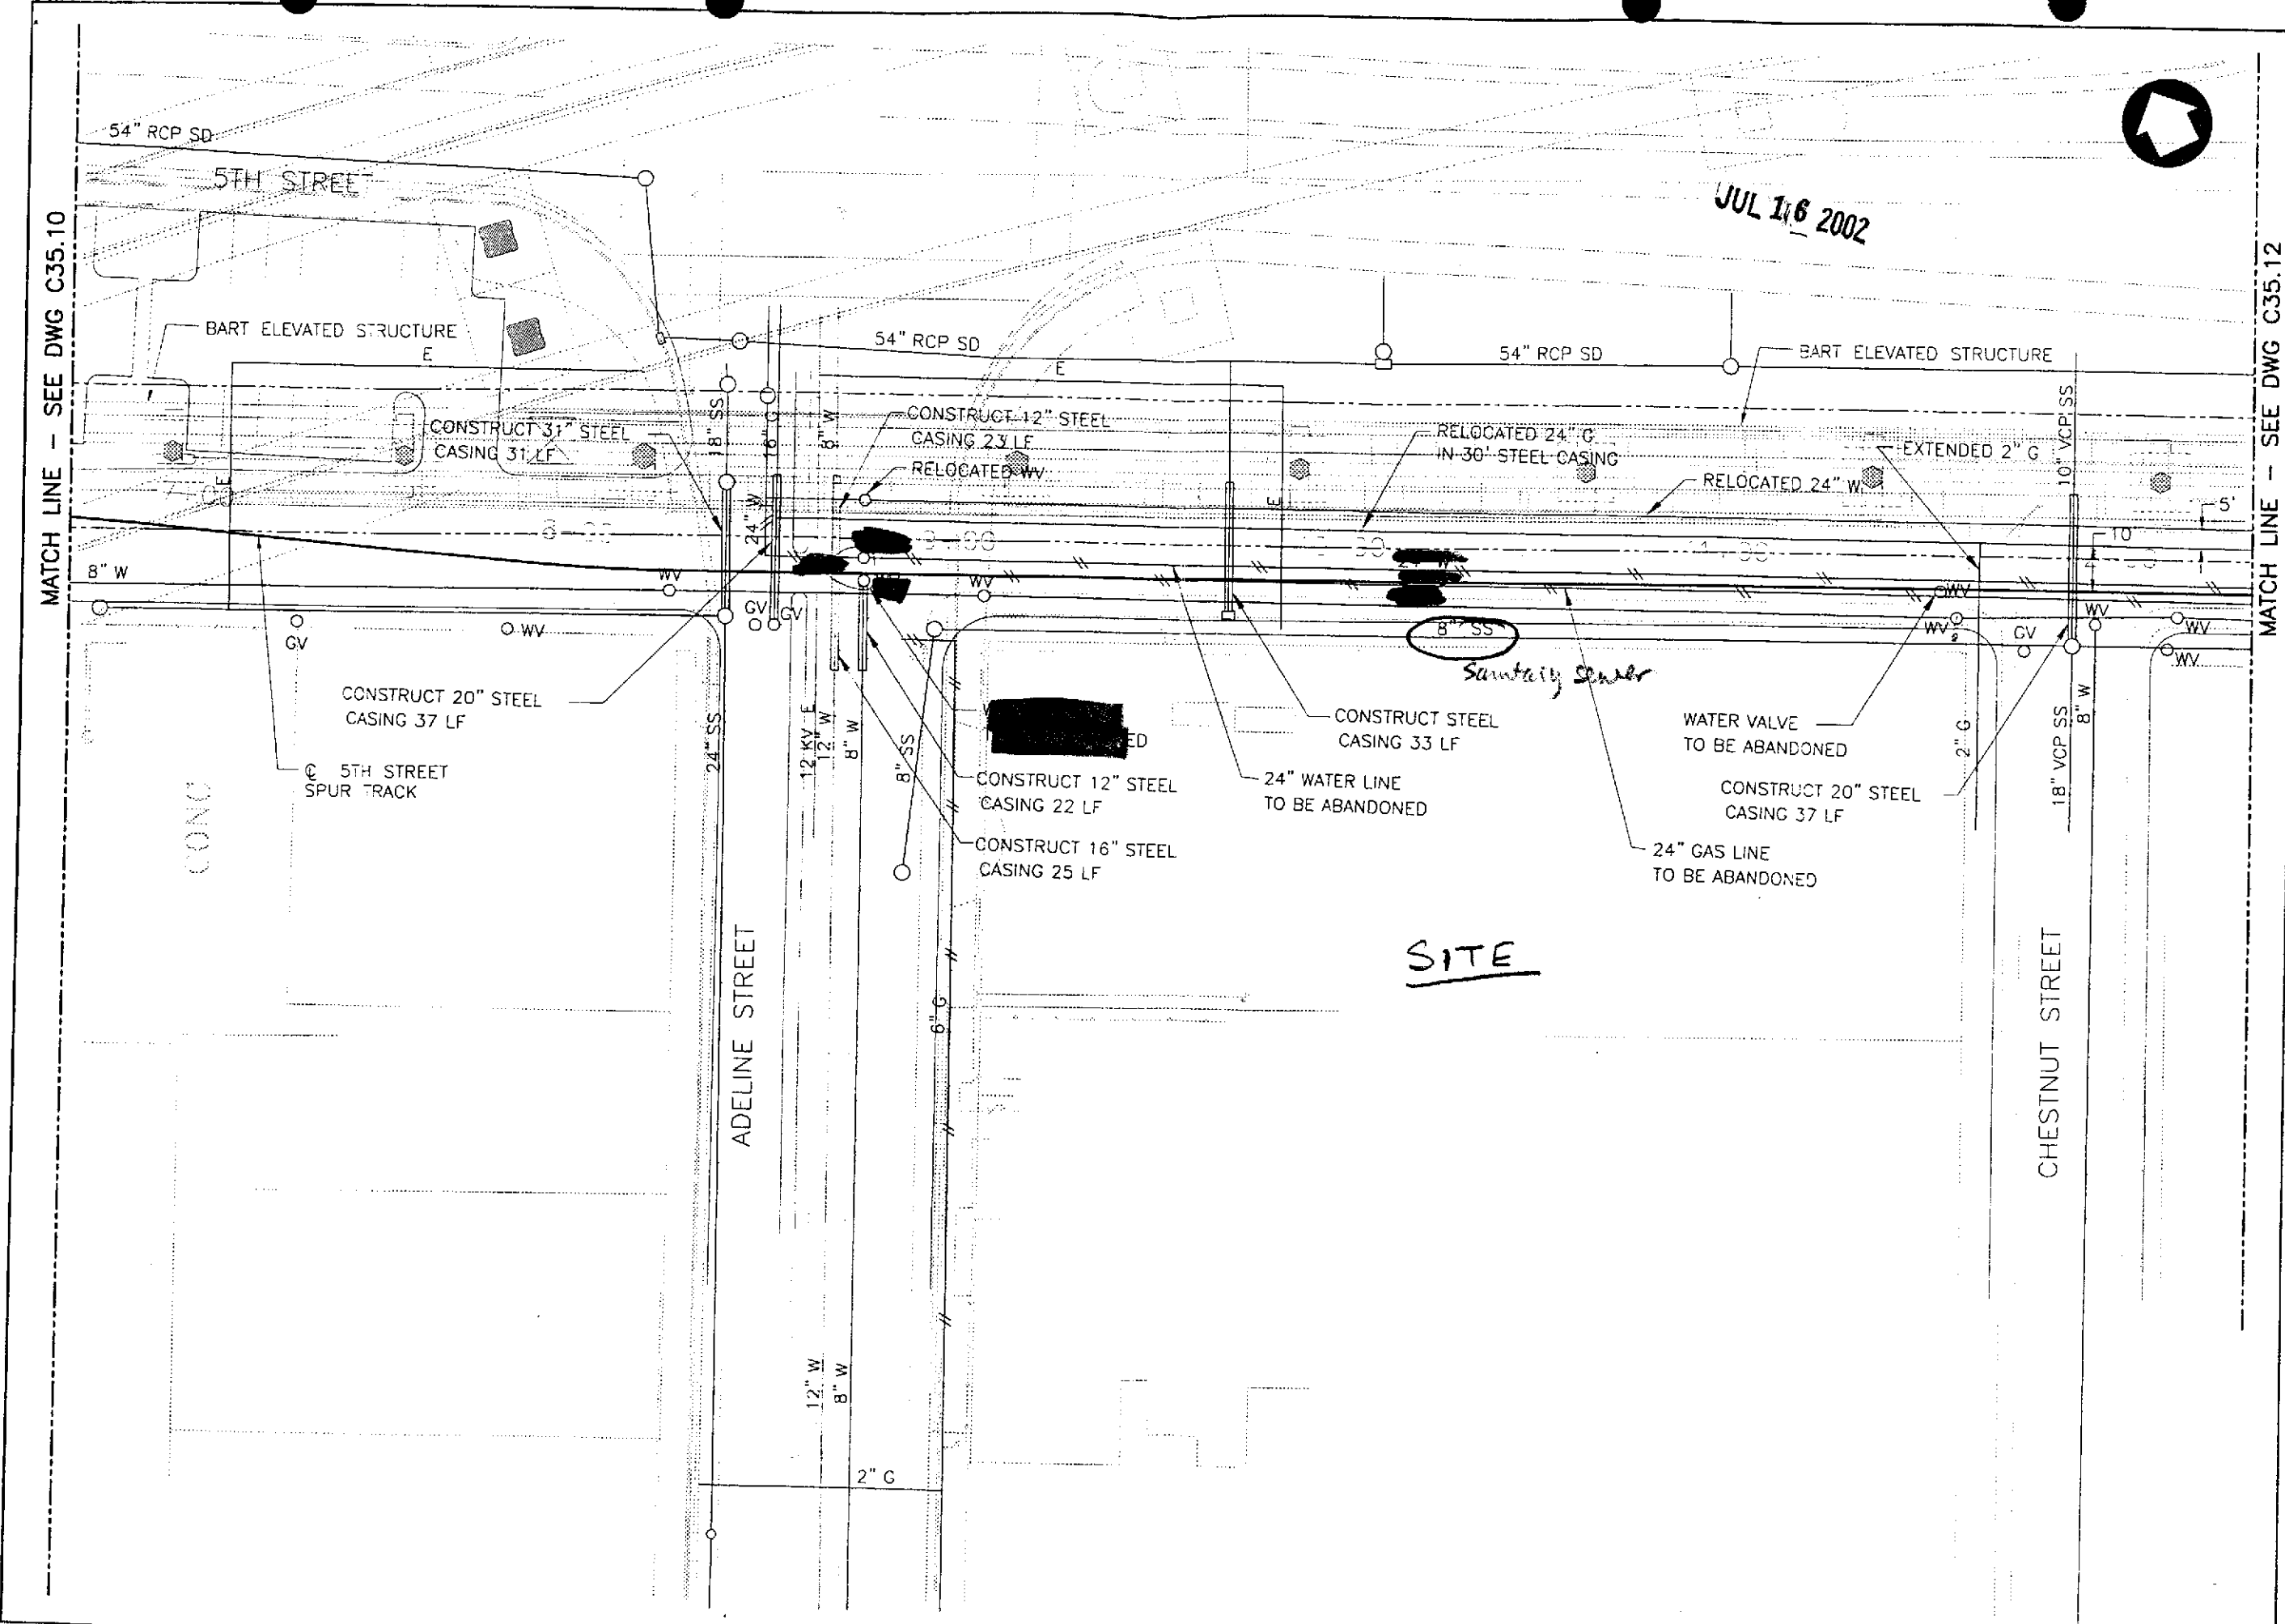 54" RCP SD
5TH STREET
JUL 16 2002
MATCH LINE - SEE DWG C35.10
MATCH LINE - SEE DWG C35.12
BART ELEVATED STRUCTURE
E
54" RCP SD
E
54" RCP SD
BART ELEVATED STRUCTURE
CONSTRUCT 31" STEEL
CASING 31 LF
18" SS
16" G
8" W
CONSTRUCT 12" STEEL
CASING 23 LF
RELOCATED WV
RELOCATED 24" G
IN 30' STEEL CASING
RELOCATED 24" W
EXTENDED 2" G
10" VCP SS
E
24" W
E
5'
10'
8" W
WV
WV
WV
GV
WV
GV
GV
8" SS
Sanitary sewer
WV
GV
WV
WV
WV
CONSTRUCT 20" STEEL
CASING 37 LF
℄ 5TH STREET
SPUR TRACK
CONC
24" SS
12 KV E
12" W
8" W
8" SS
ED
CONSTRUCT 12" STEEL
CASING 22 LF
CONSTRUCT 16" STEEL
CASING 25 LF
CONSTRUCT STEEL
CASING 33 LF
24" WATER LINE
TO BE ABANDONED
WATER VALVE
TO BE ABANDONED
CONSTRUCT 20" STEEL
CASING 37 LF
24" GAS LINE
TO BE ABANDONED
2" G
18" VCP SS
8" W
SITE
ADELINE STREET
6" G
CHESTNUT STREET
12" W
8" W
2" G